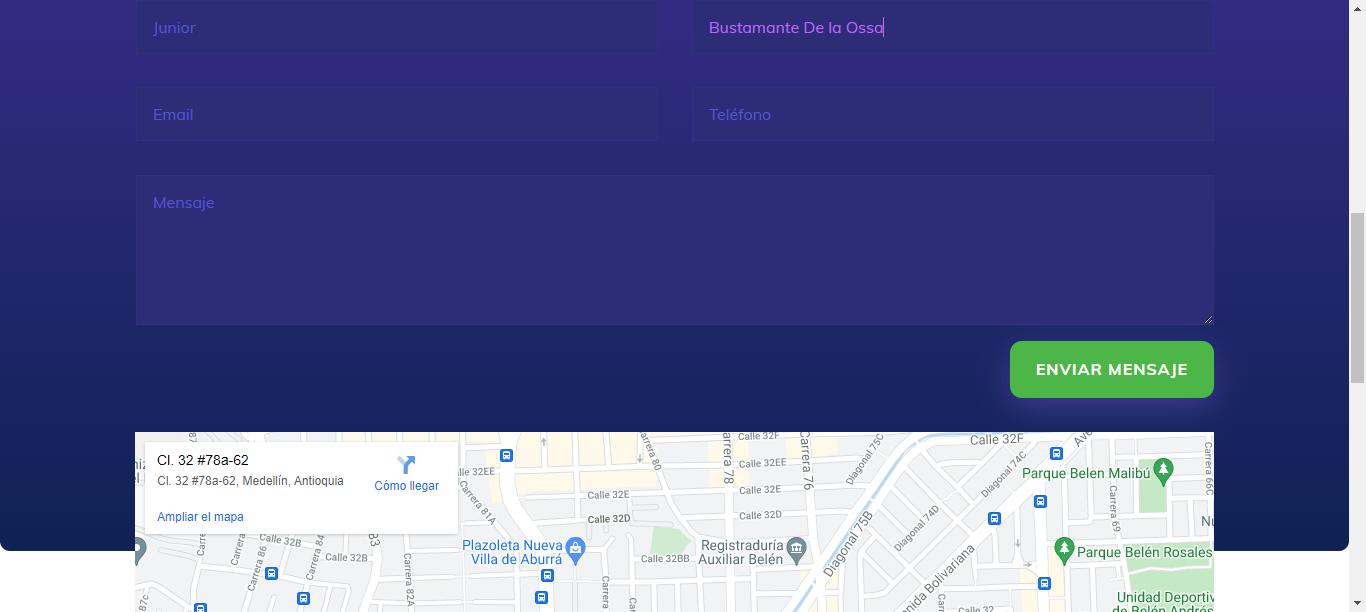 Junior
Bustamante De la Ossa
Email
Teléfono
Mensaje
ENVIAR MENSAJE
Cl. 32 #78a-62
Cl. 32 #78a-62, Medellín, Antioquia
Cómo llegar
Ampliar el mapa
Carrera 80
Carrera 78
Calle 32F
Carrera 76
Diagonal 75C
Calle 32F
Calle 32EE
Calle 32EE
Diagonal 74C
Parque Belen Malibú
Carrera 66C
Calle 32E
Calle 32E
Carrera 81A
Calle 32D
Calle 32D
Carrera 69
Diagonal 75B
Diagonal 74D
Calle 32B
Plazoleta Nueva
Villa de Aburrá
Calle 32BB
Registraduría
Auxiliar Belén
Parque Belén Rosales
Carrera 86
Carrera 84
Calle 32B
Carrera 82A
Carrera
Unidad Deportiv
de Belén Andrés
Calle 32